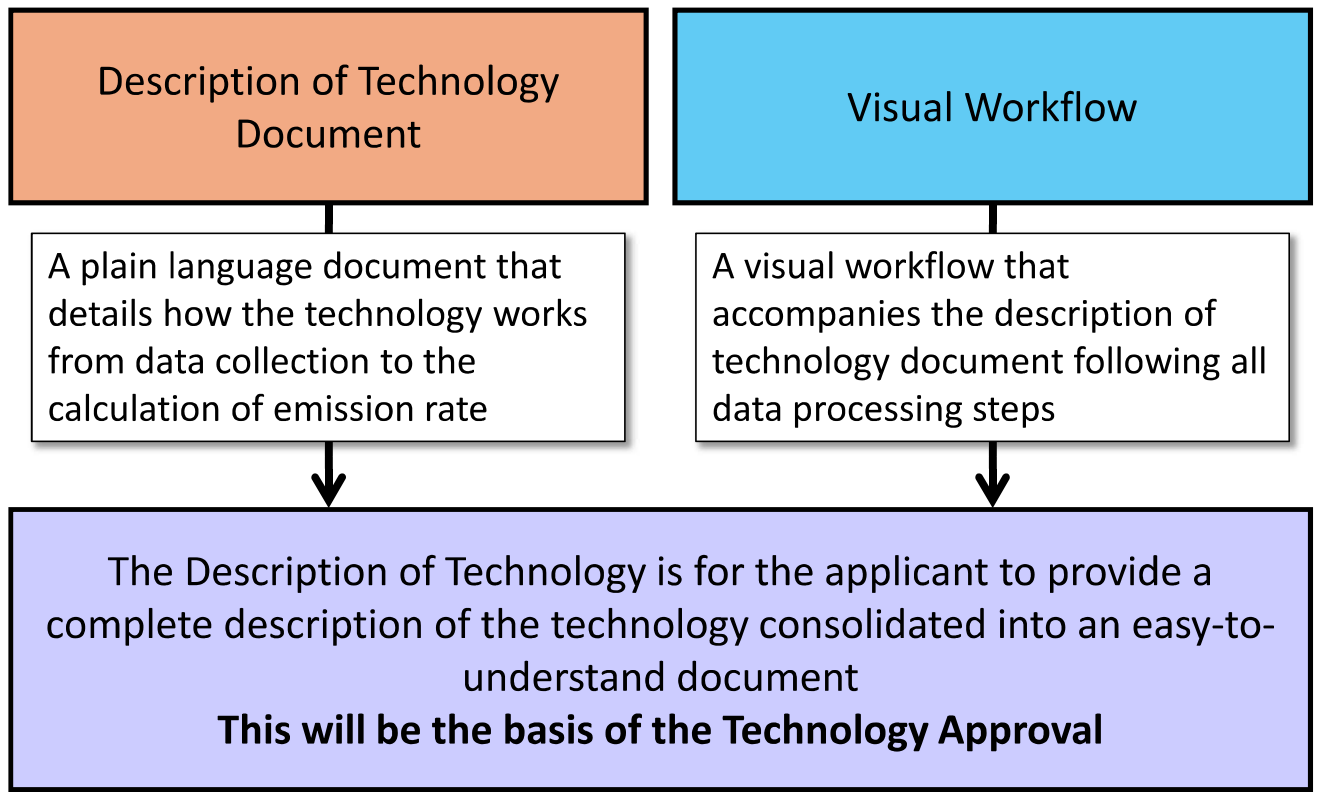 Description of Technology
Document
Visual Workflow
A plain language document that
details how the technology works
from data collection to the
calculation of emission rate
A visual workflow that
accompanies the description of
technology document following all
data processing steps
The Description of Technology is for the applicant to provide a
complete description of the technology consolidated into an easy-to-
understand document
This will be the basis of the Technology Approval